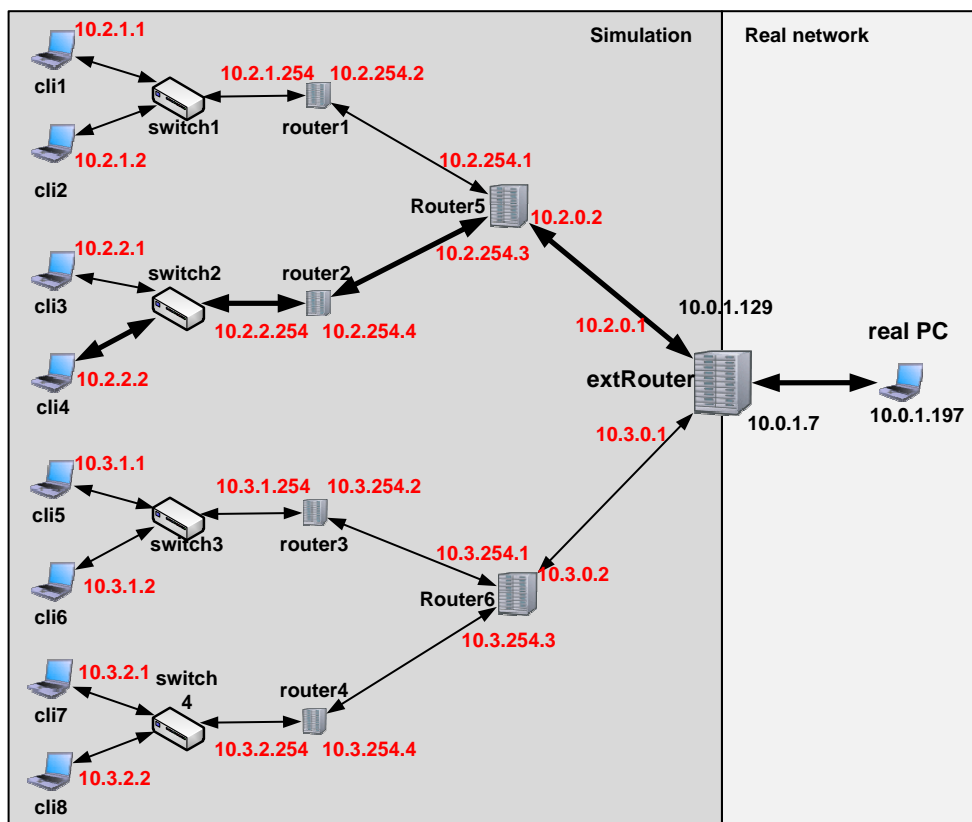 Simulation
Real network
10.2.1.1
cli1
10.2.1.254
10.2.254.2
switch1
router1
10.2.1.2
cli2
10.2.254.1
Router5
10.2.0.2
10.2.2.1
cli3
switch2
router2
10.2.254.3
10.2.2.254
10.2.254.4
10.2.2.2
cli4
10.2.0.1
10.0.1.129
real PC
extRouter
10.0.1.7
10.0.1.197
10.3.0.1
10.3.1.1
cli5
10.3.1.254
10.3.254.2
switch3
router3
10.3.1.2
cli6
10.3.254.1
10.3.0.2
Router6
10.3.254.3
10.3.2.1
cli7
switch
4
router4
10.3.2.254
10.3.254.4
10.3.2.2
cli8